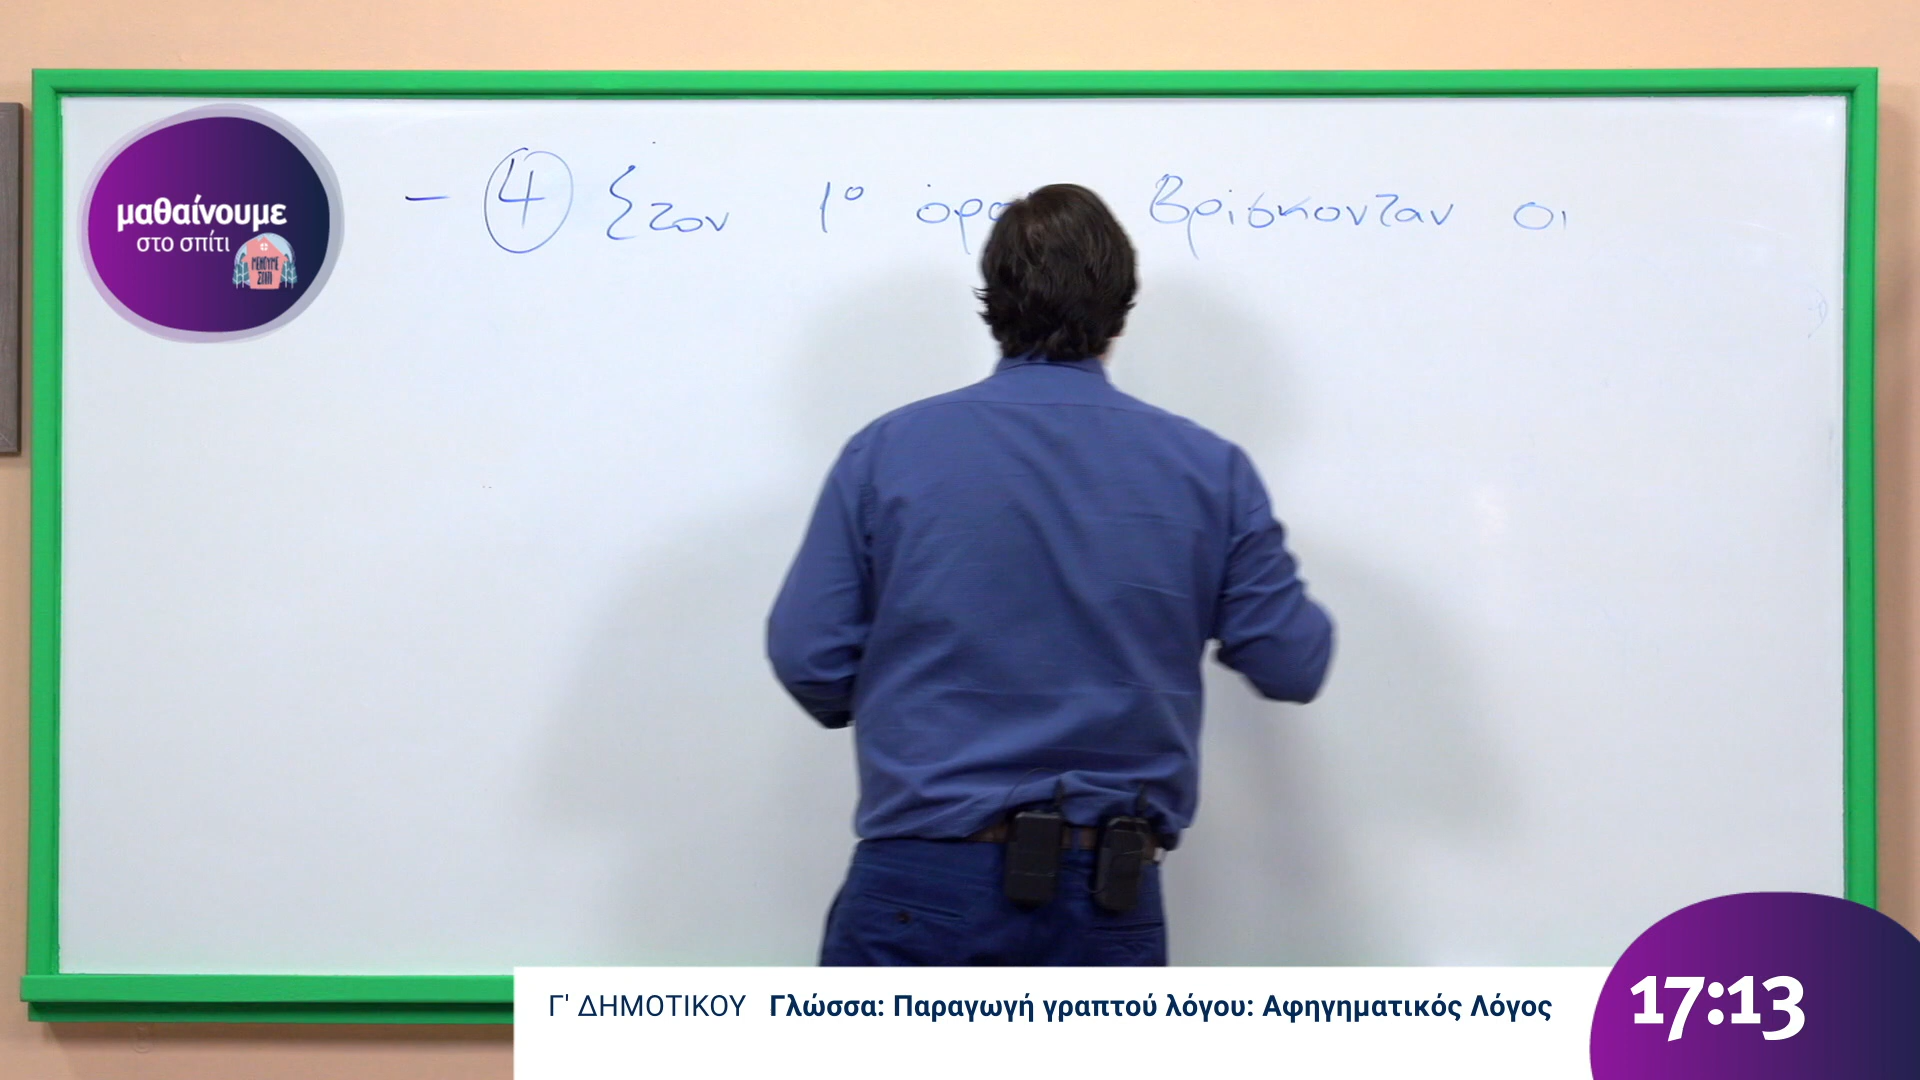 μαθαίνουμε
στο σπίτι
ΜΕΝΟΥΜΕ
ΣΠΙΤΙ
- 4 Στον 1ο βρίσκονταν οι
Γ' ΔΗΜΟΤΙΚΟΥ Γλώσσα: Παραγωγή γραπτού λόγου: Αφηγηματικός Λόγος
17:13